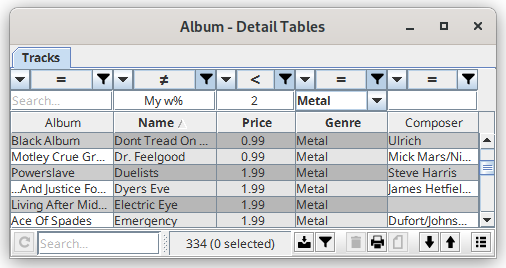 Album - Detail Tables
Tracks
= ≠ < = =
Search... My w% 2 Metal
Album Name Price Genre Composer
Black Album Dont Tread On ... 0.99 Metal Ulrich
Motley Crue Gr... Dr. Feelgood 0.99 Metal Mick Mars/Ni...
Powerslave Duelists 1.99 Metal Steve Harris
...And Justice Fo... Dyers Eve 1.99 Metal James Hetfiel...
Living After Mid... Electric Eye 1.99 Metal
Ace Of Spades Emergency 1.99 Metal Dufort/Johns...
Search... 334 (0 selected)